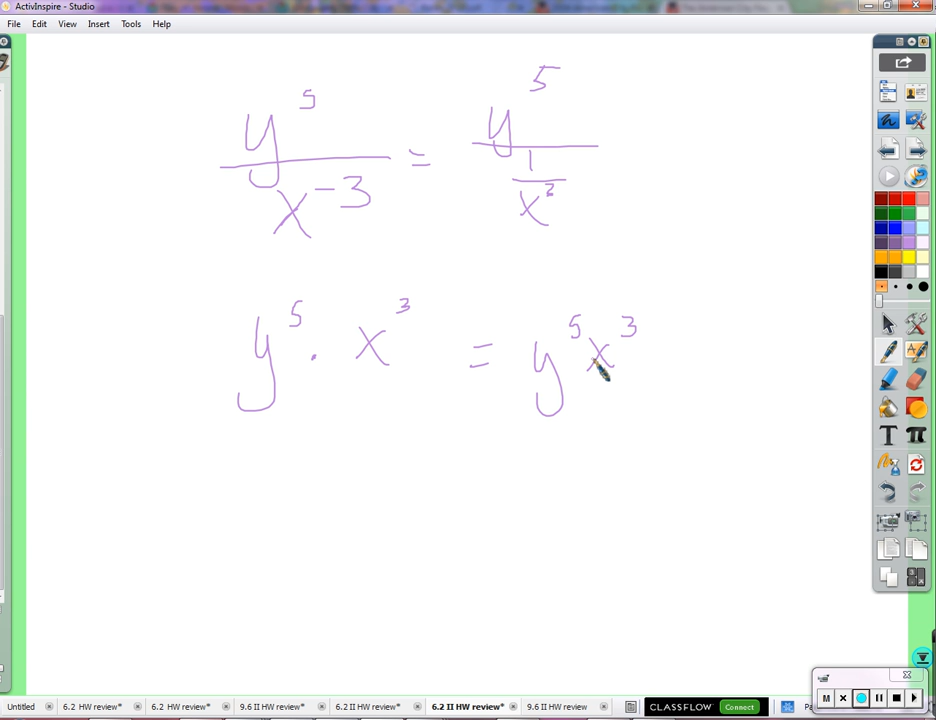 ActivInspire - Studio
File Edit View Insert Tools Help
y^5 / x^-3 = y^5 / (1 / x^3)
y^5 · x^3 = y^5 x^3
Untitled 6.2 HW review* 6.2 HW review* 9.6 II HW review* 6.2 II HW review* 6.2 II HW review* 9.6 II HW review CLASSFLOW Connect
M